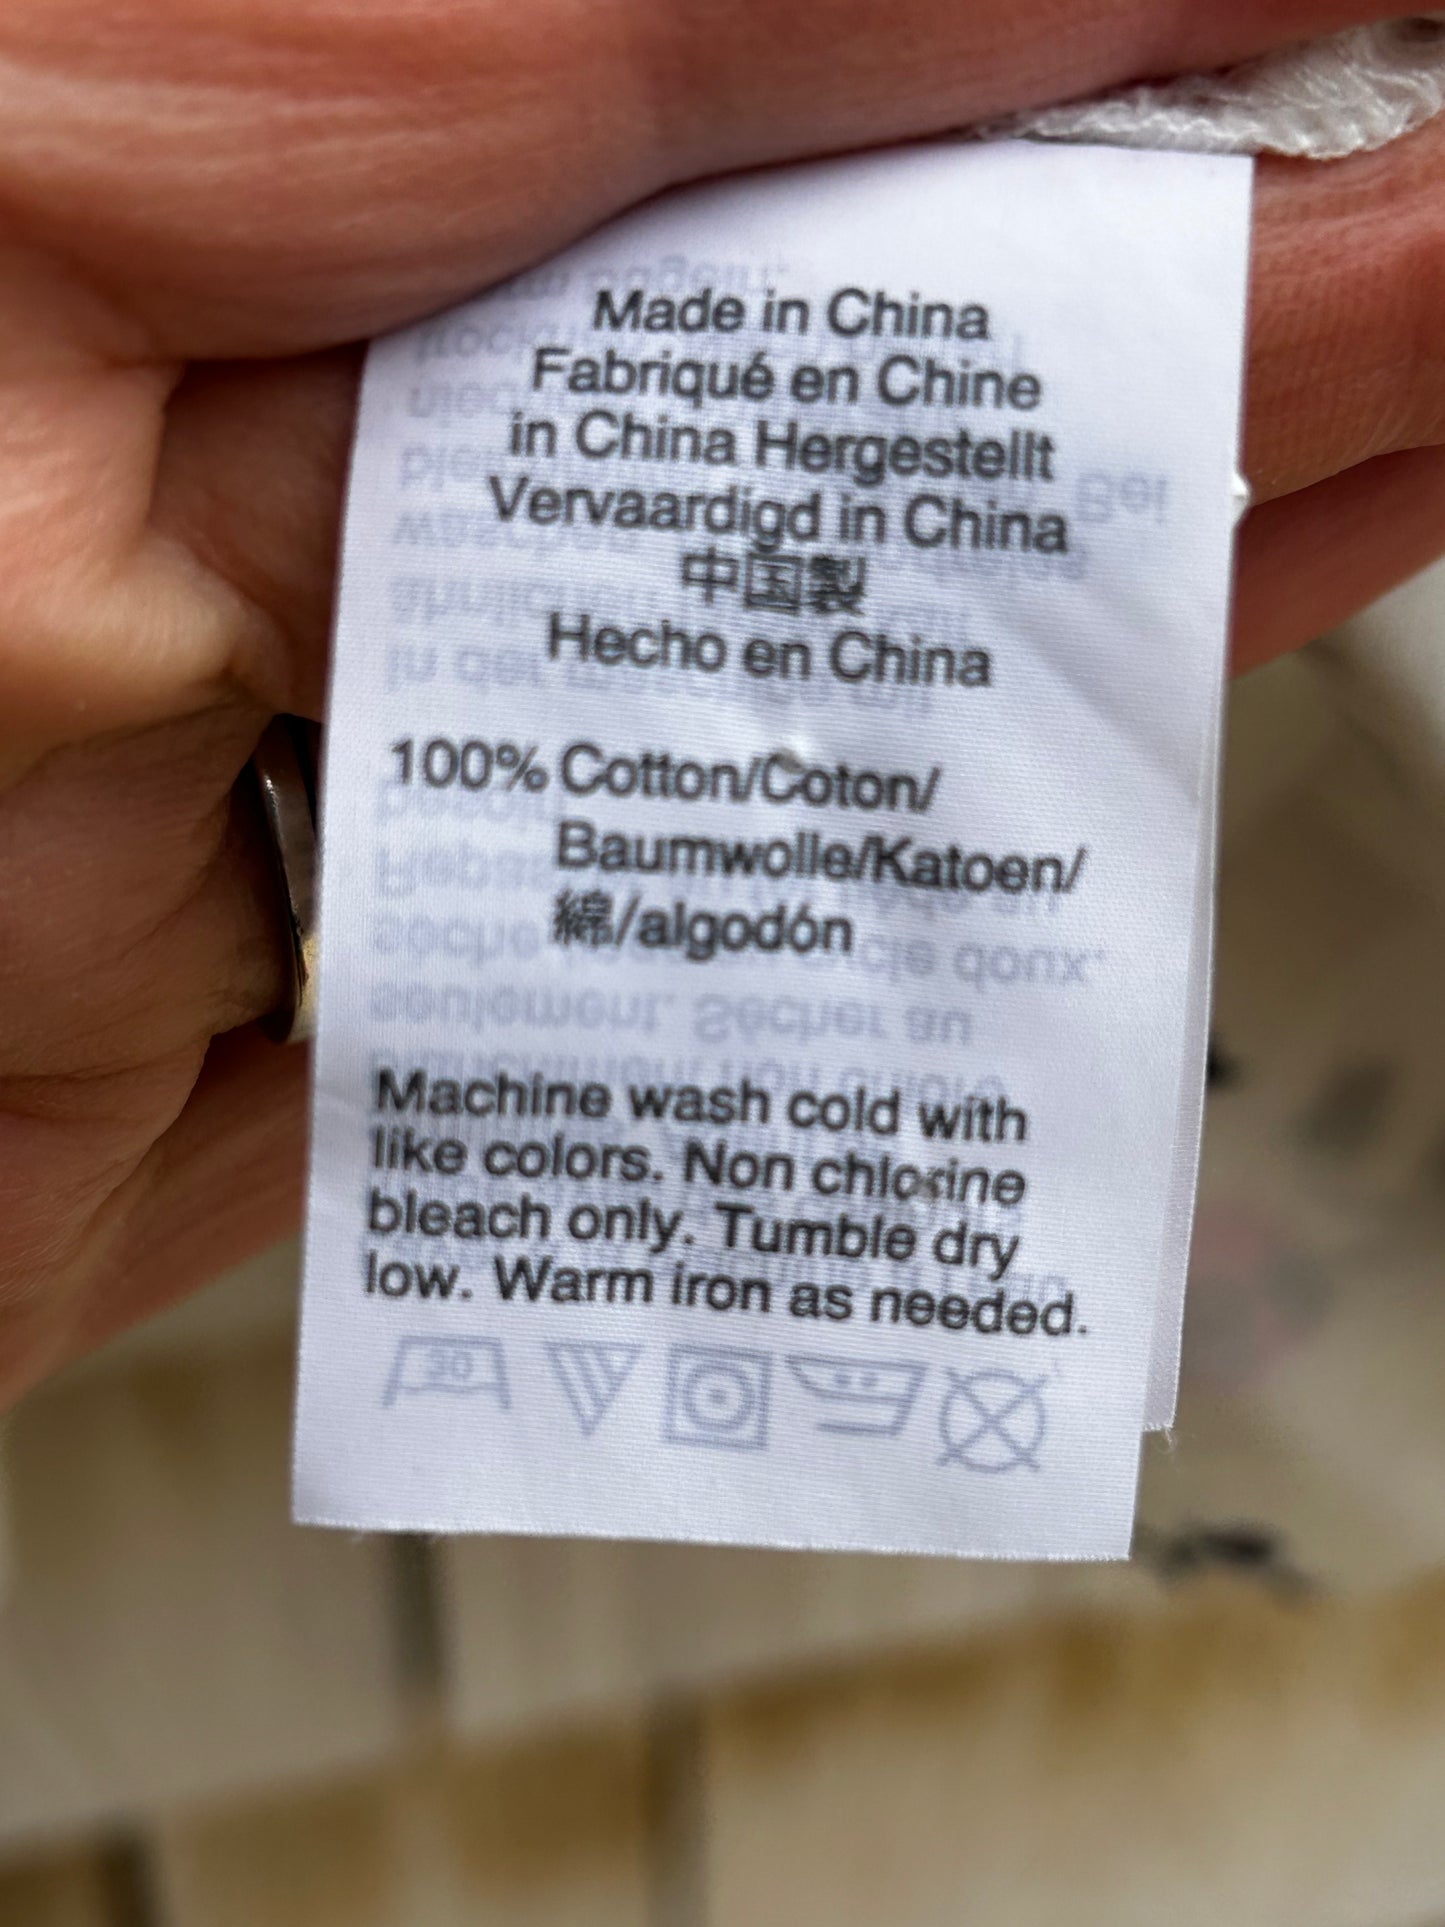 Made in China
Fabriqué en Chine
in China Hergestellt
Vervaardigd in China
中国製
Hecho en China
100% Cotton/Coton/
Baumwolle/Katoen/
綿/algodón
Machine wash cold with
like colors. Non chlorine
bleach only. Tumble dry
low. Warm iron as needed.
30